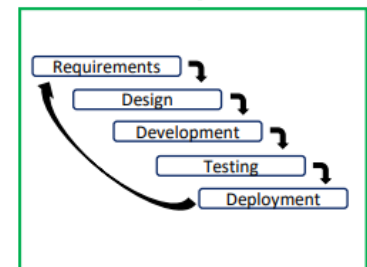 Requirements
Design
Development
Testing
Deployment